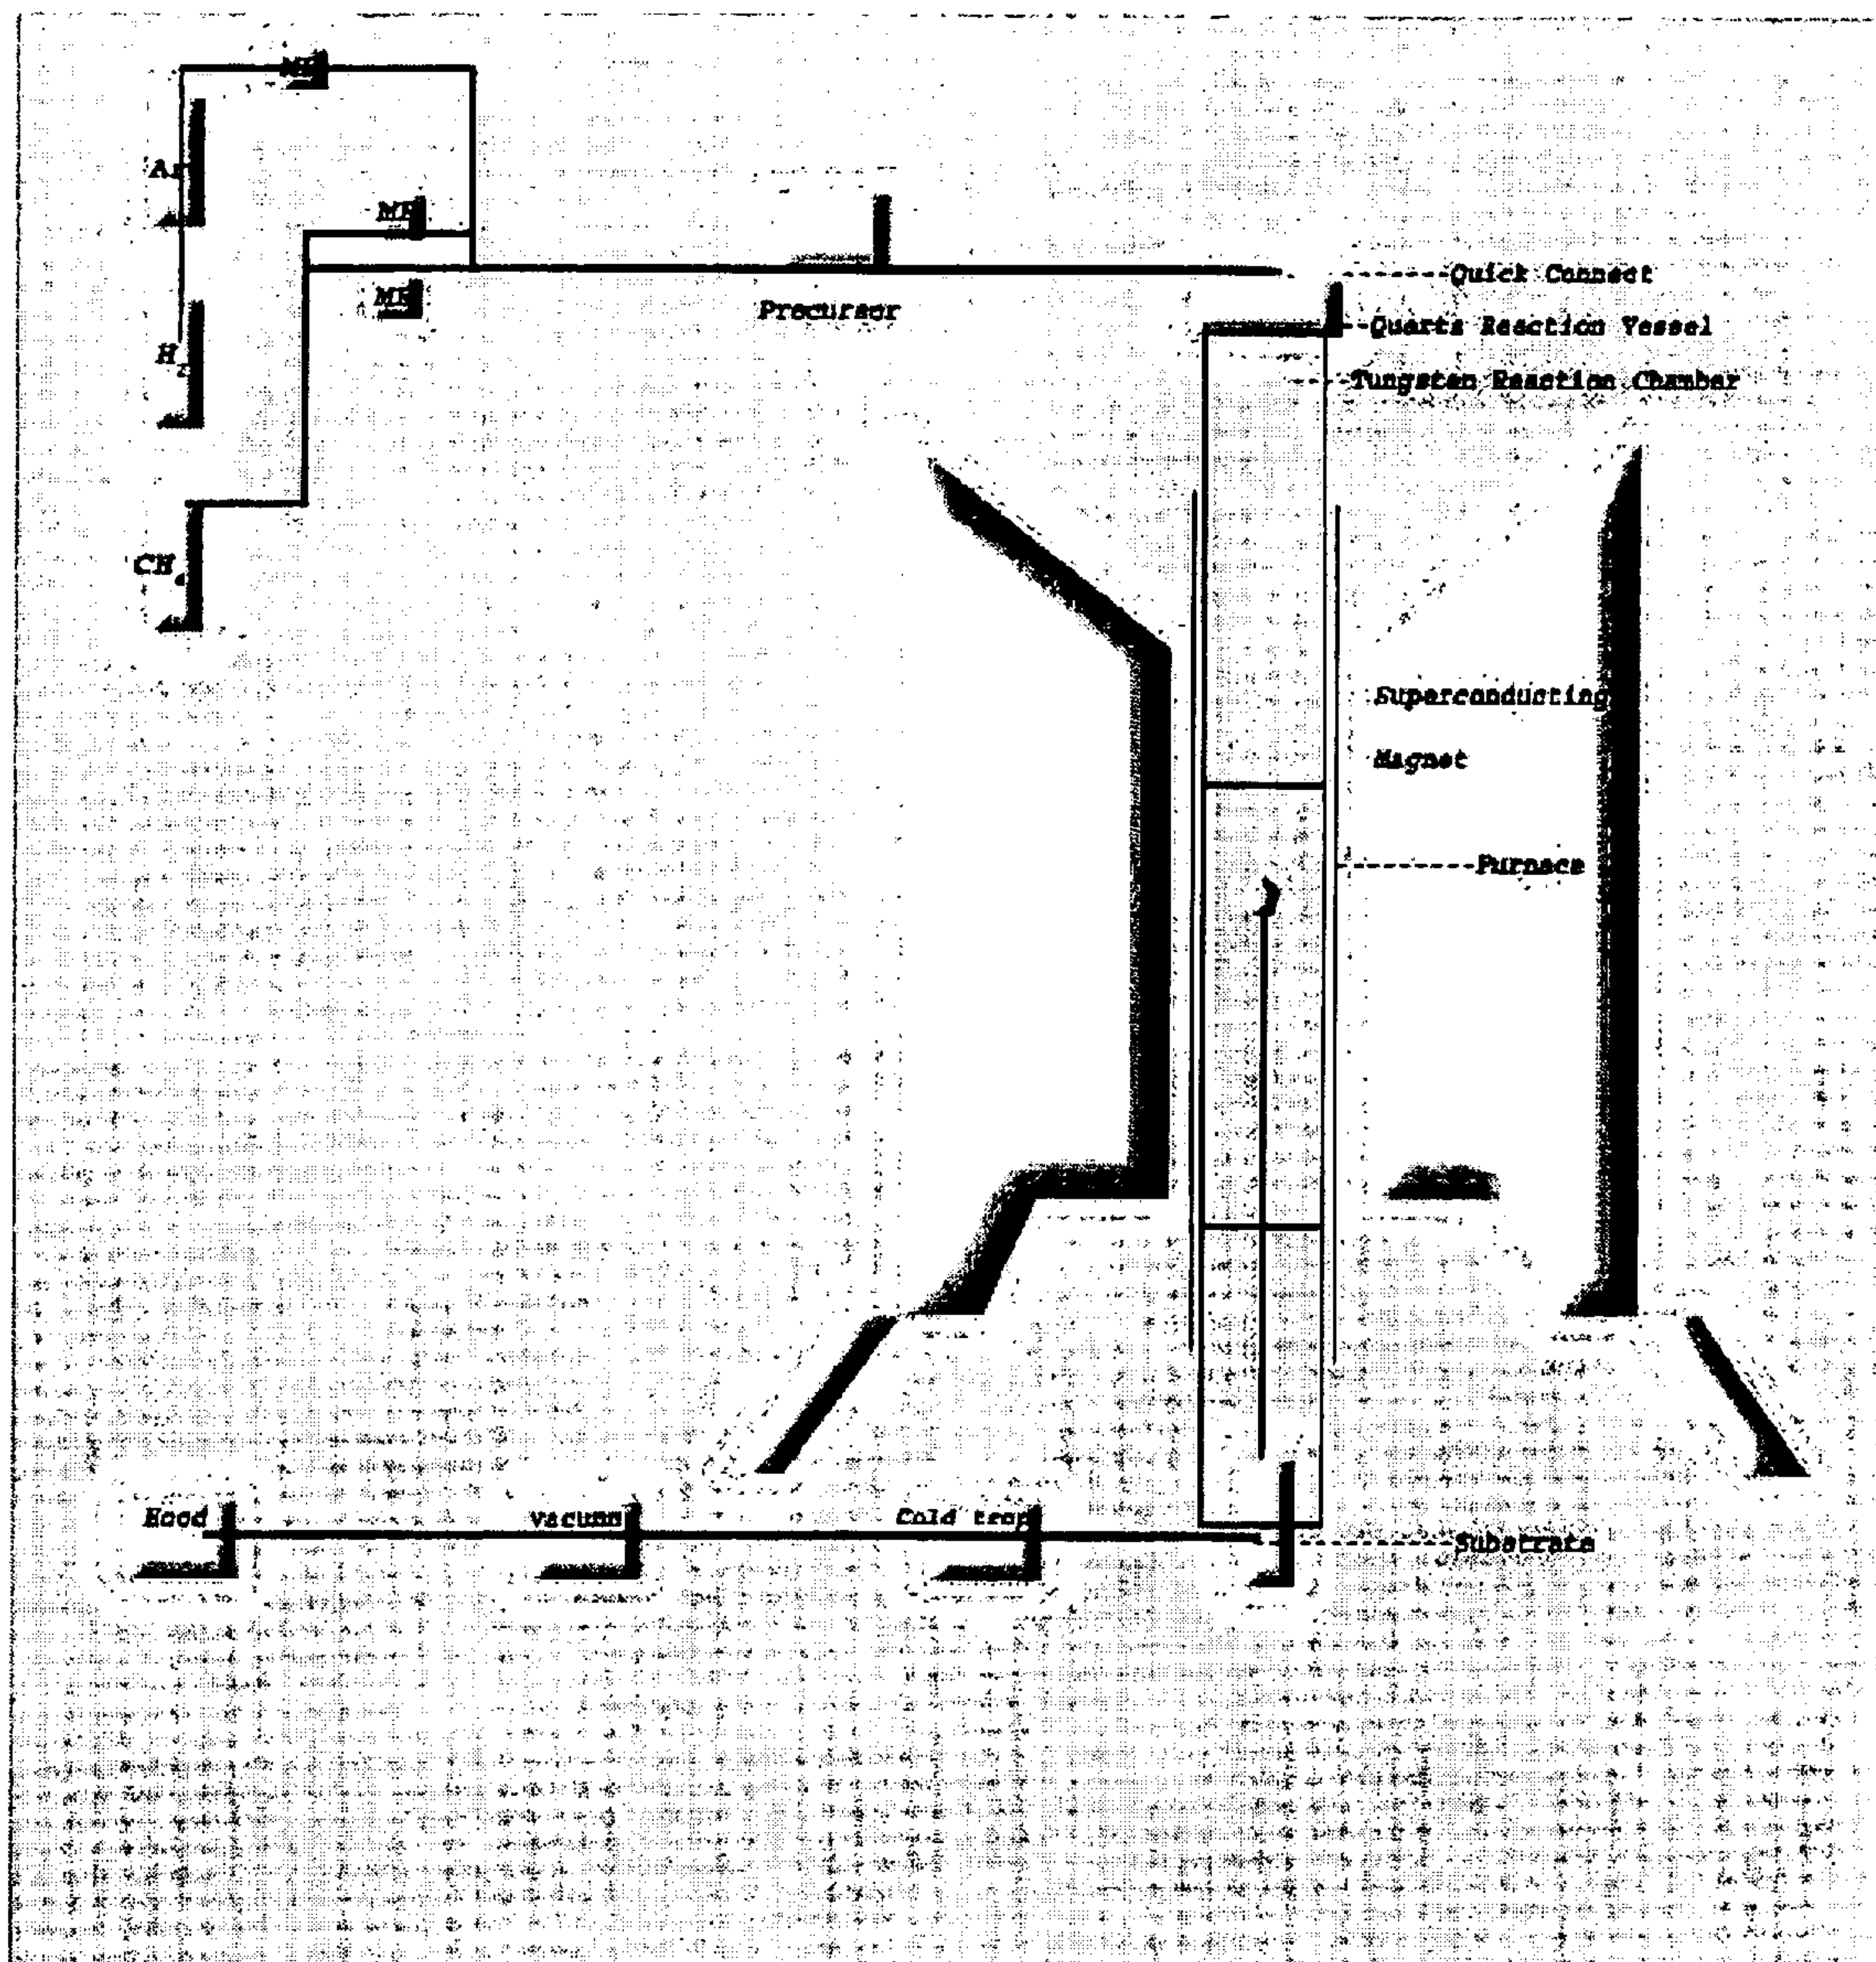 Ar
MF
MF
Precursor
Quick Connect
Quartz Reaction Vessel
H2
Tungsten Reaction Chamber
CH4
Superconducting
Magnet
Furnace
Hood
vacuum
Cold trap
Substrate